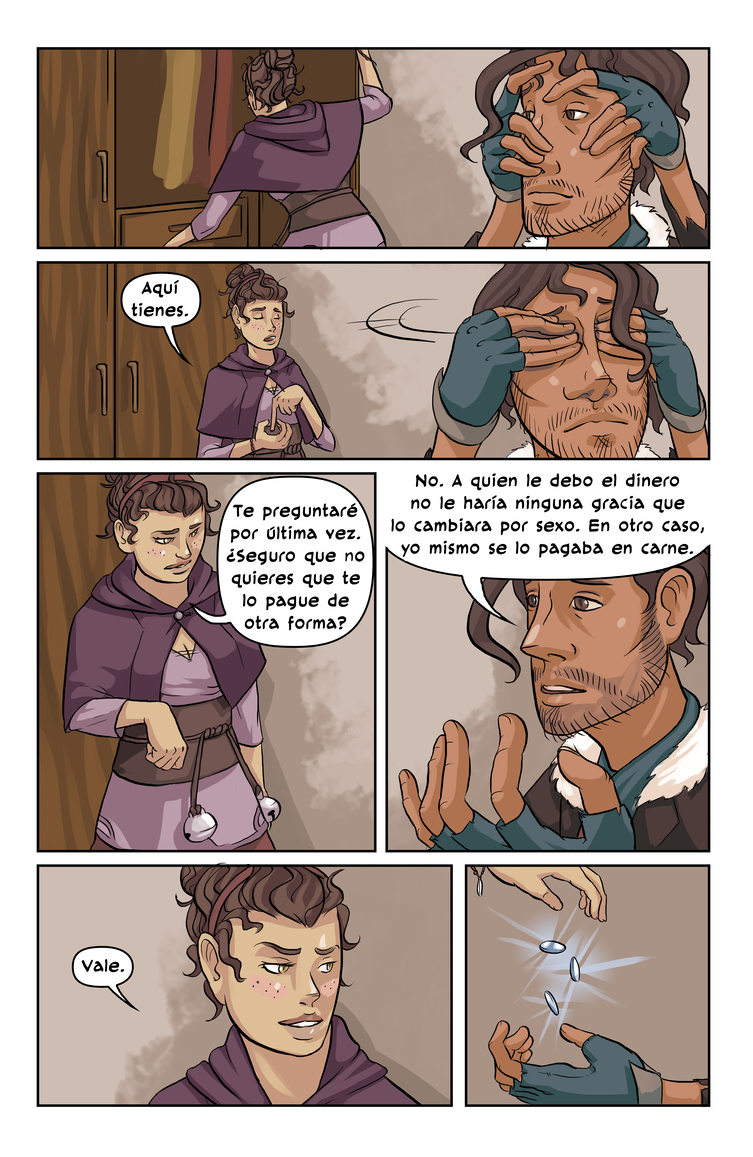 Aquí
tienes.
Te preguntaré
por última vez.
¿Seguro que no
quieres que te
lo pague de
otra forma?
No. A quien le debo el dinero
no le haría ninguna gracia que
lo cambiara por sexo. En otro caso,
yo mismo se lo pagaba en carne.
Vale.